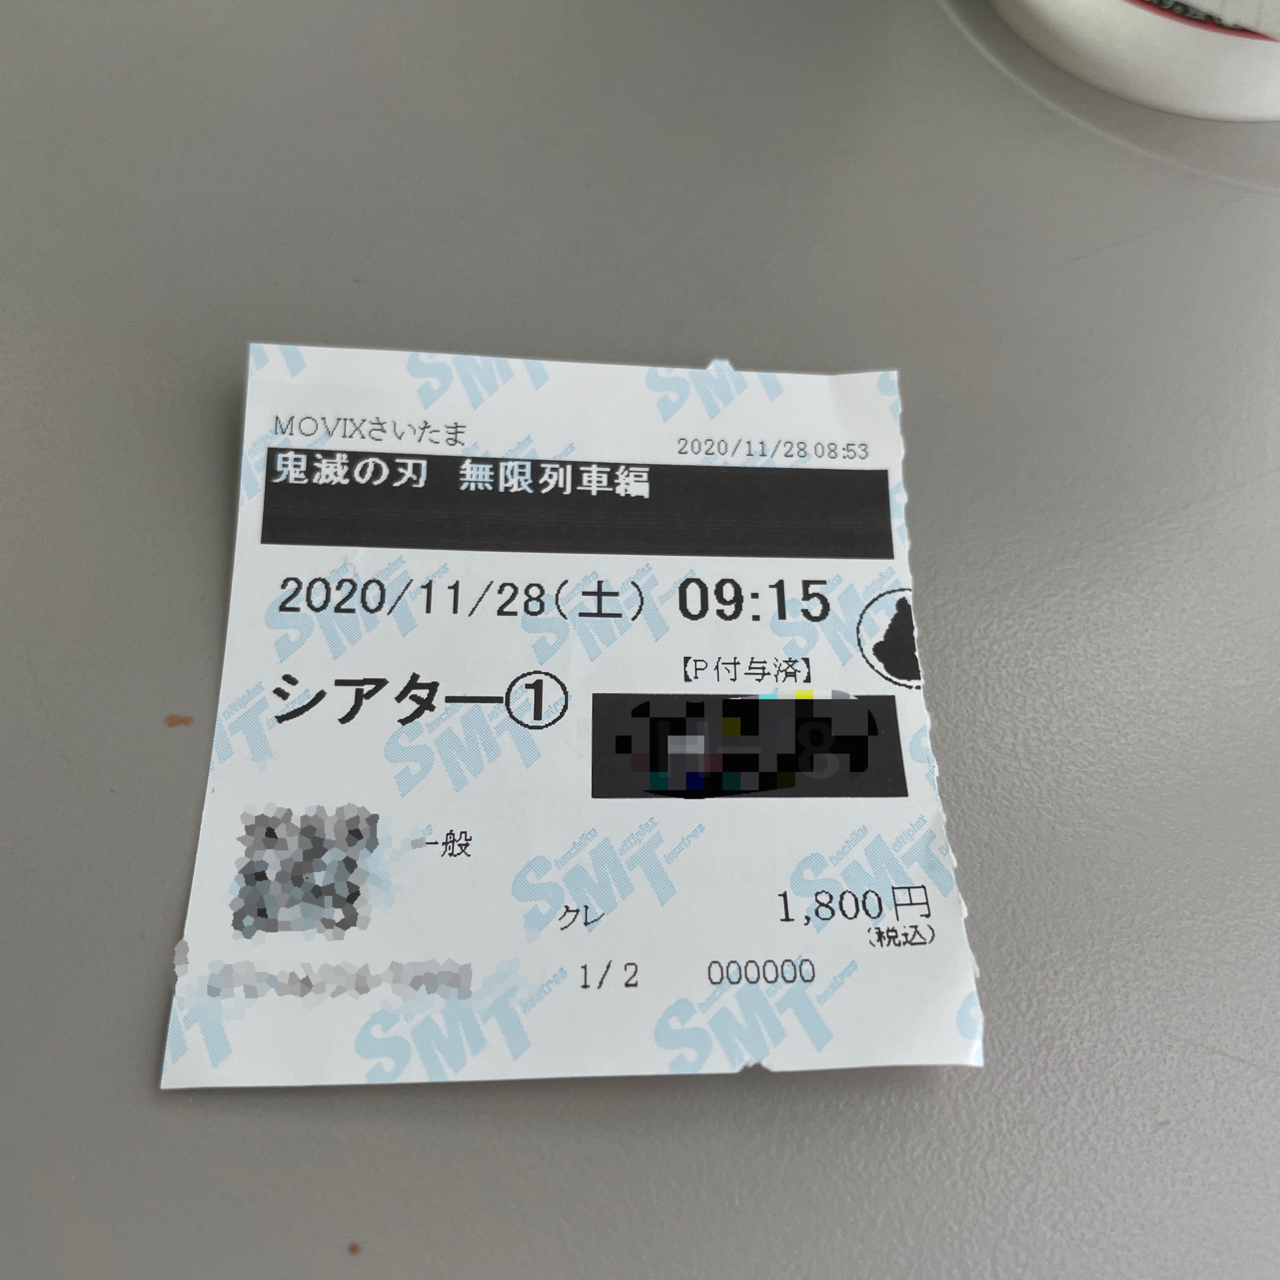 MOVIXさいたま
2020/11/28 08:53
鬼滅の刃 無限列車編
2020/11/28(土) 09:15
【P付与済】
シアター①
一般
クレ
1,800円
(税込)
1/2 000000